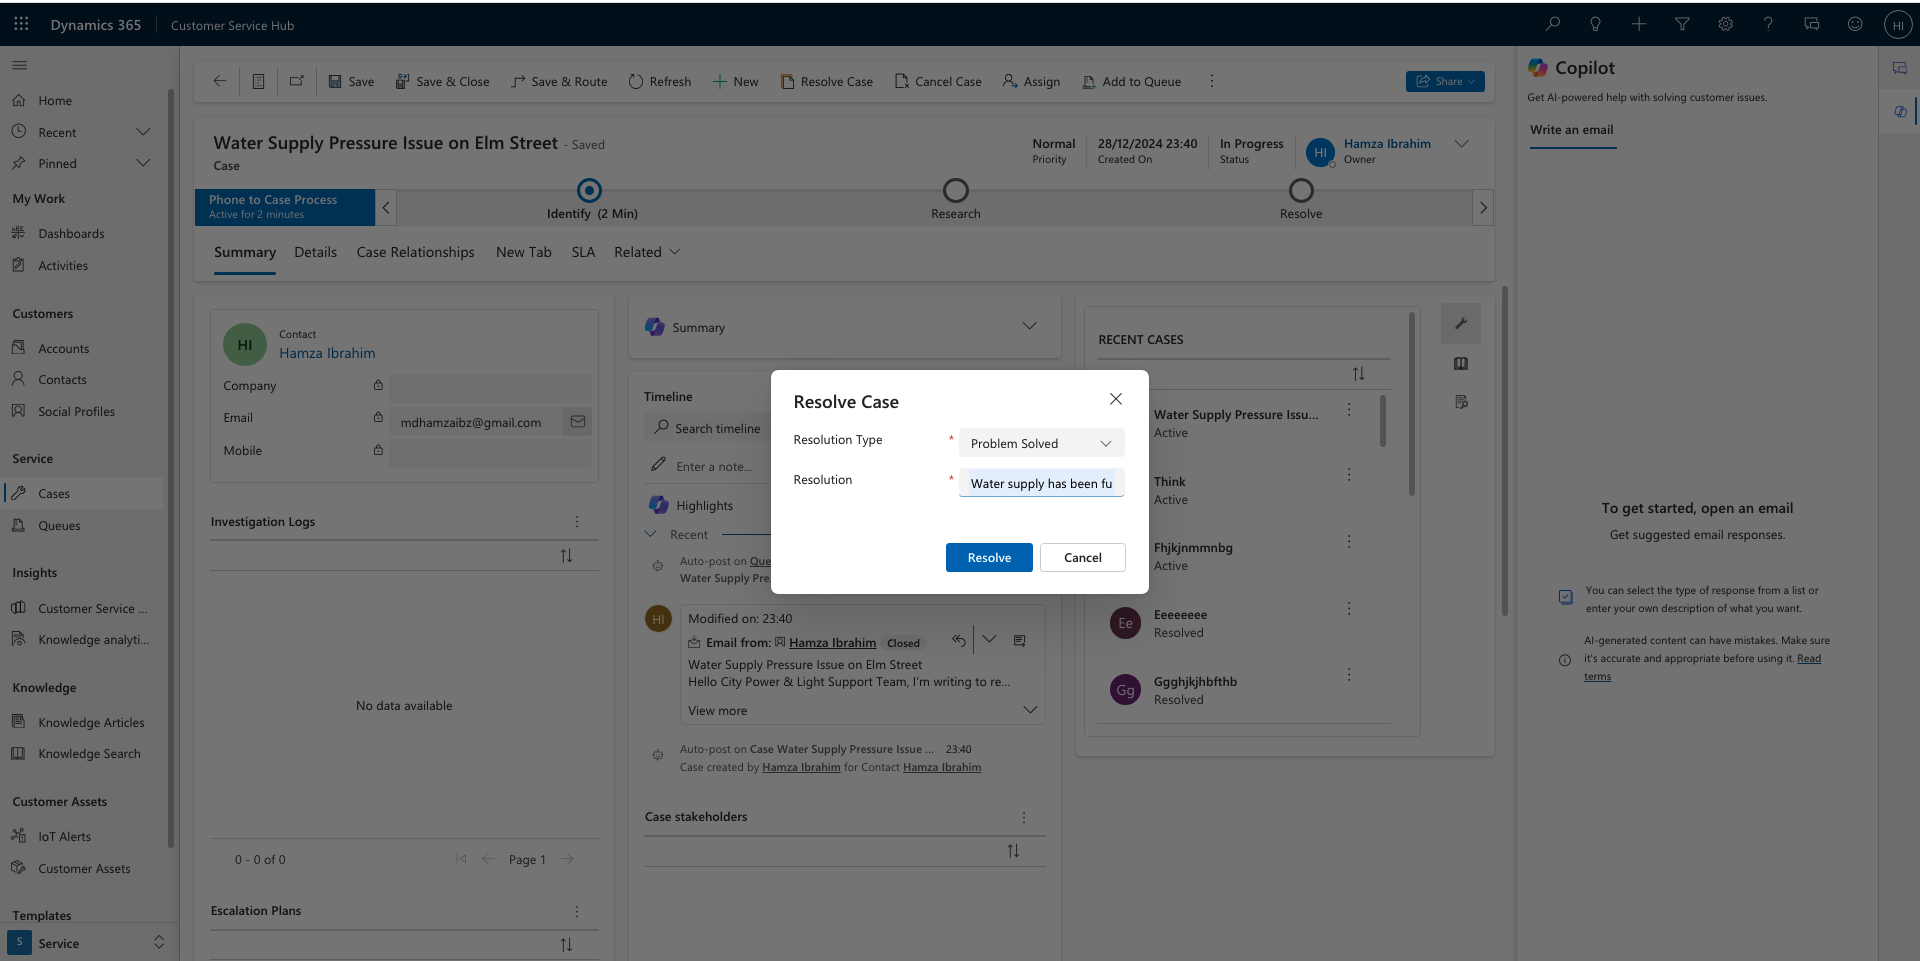 Dynamics 365
Customer Service Hub
HI
Home
Recent
Pinned
My Work
Dashboards
Activities
Customers
Accounts
Contacts
Social Profiles
Service
Cases
Queues
Insights
Customer Service ...
Knowledge analyti...
Knowledge
Knowledge Articles
Knowledge Search
Customer Assets
IoT Alerts
Customer Assets
Templates
S Service
Save
Save & Close
Save & Route
Refresh
New
Resolve Case
Cancel Case
Assign
Add to Queue
Share
Water Supply Pressure Issue on Elm Street - Saved
Case
Normal
Priority
28/12/2024 23:40
Created On
In Progress
Status
HI
Hamza Ibrahim
Owner
Phone to Case Process
Active for 2 minutes
Identify (2 Min)
Research
Resolve
Summary
Details
Case Relationships
New Tab
SLA
Related
HI
Contact
Hamza Ibrahim
Company
Email
mdhamzaibz@gmail.com
Mobile
Investigation Logs
No data available
0 - 0 of 0
Page 1
Escalation Plans
Summary
Timeline
Search timeline
Enter a note...
Highlights
Recent
Auto-post on Que
Water Supply Pre
HI
Modified on: 23:40
Email from: Hamza Ibrahim Closed
Water Supply Pressure Issue on Elm Street
Hello City Power & Light Support Team, I'm writing to re...
View more
Auto-post on Case Water Supply Pressure Issue ... 23:40
Case created by Hamza Ibrahim for Contact Hamza Ibrahim
Case stakeholders
Resolve Case
Resolution Type
* Problem Solved
Resolution
* Water supply has been fu
Resolve
Cancel
RECENT CASES
Water Supply Pressure Issu...
Active
Think
Active
Fhjkjnmmnbg
Active
Ee
Eeeeeeee
Resolved
Gg
Ggghjkjhbfthb
Resolved
Copilot
Get AI-powered help with solving customer issues.
Write an email
To get started, open an email
Get suggested email responses.
You can select the type of response from a list or
enter your own description of what you want.
AI-generated content can have mistakes. Make sure
it's accurate and appropriate before using it. Read
terms